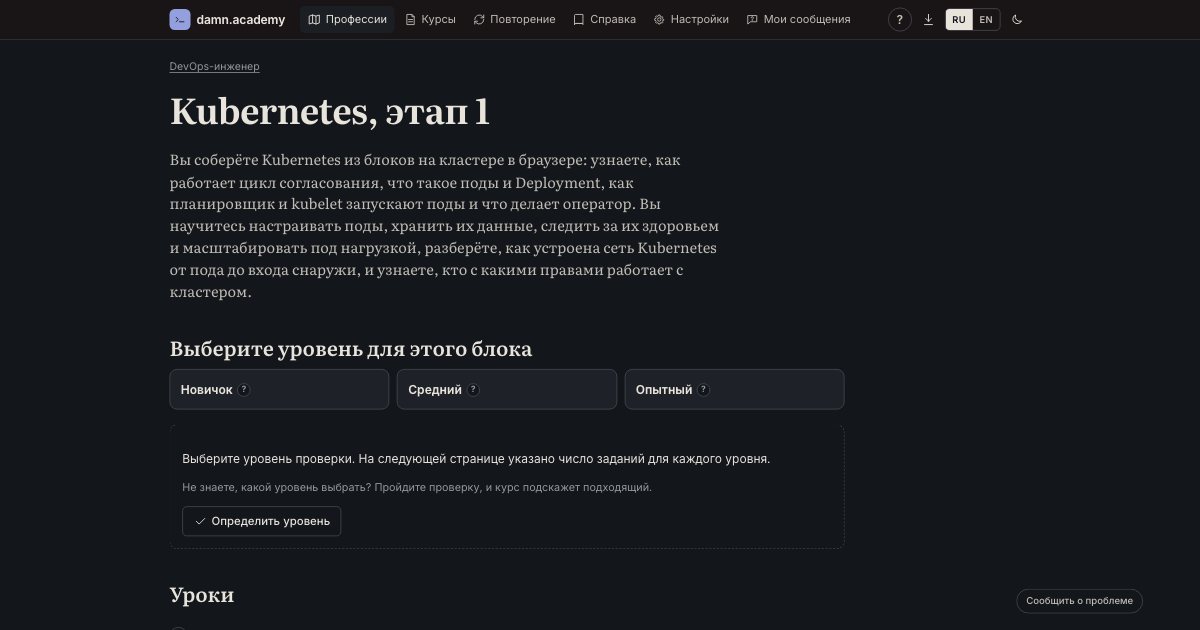 damn.academy
Профессии
Курсы
Повторение
Справка
Настройки
Мои сообщения
?
RU
EN
DevOps-инженер
Kubernetes, этап 1
Вы соберёте Kubernetes из блоков на кластере в браузере: узнаете, как
работает цикл согласования, что такое поды и Deployment, как
планировщик и kubelet запускают поды и что делает оператор. Вы
научитесь настраивать поды, хранить их данные, следить за их здоровьем
и масштабировать под нагрузкой, разберёте, как устроена сеть Kubernetes
от пода до входа снаружи, и узнаете, кто с какими правами работает с
кластером.
Выберите уровень для этого блока
Новичок ?
Средний ?
Опытный ?
Выберите уровень проверки. На следующей странице указано число заданий для каждого уровня.
Не знаете, какой уровень выбрать? Пройдите проверку, и курс подскажет подходящий.
Определить уровень
Уроки
Сообщить о проблеме